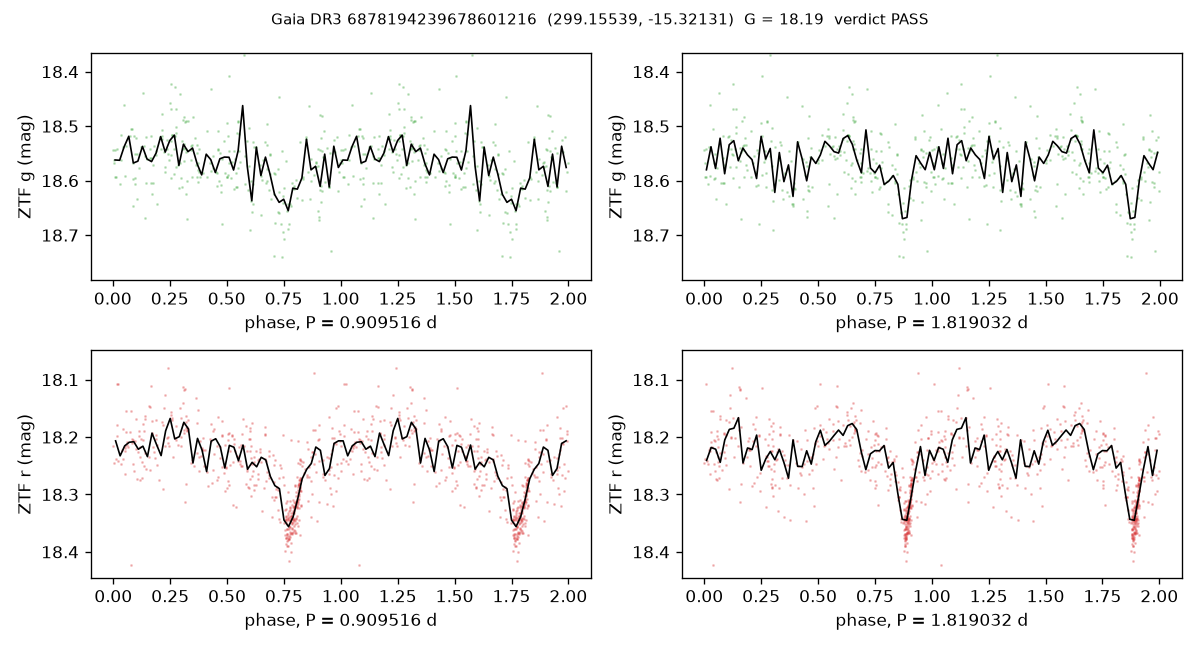 Gaia DR3 6878194239678601216 (299.15539, -15.32131) G = 18.19 verdict PASS
ZTF g (mag)
18.4
18.5
18.6
18.7
0.00 0.25 0.50 0.75 1.00 1.25 1.50 1.75 2.00
phase, P = 0.909516 d
ZTF g (mag)
18.4
18.5
18.6
18.7
0.00 0.25 0.50 0.75 1.00 1.25 1.50 1.75 2.00
phase, P = 1.819032 d
ZTF r (mag)
18.1
18.2
18.3
18.4
0.00 0.25 0.50 0.75 1.00 1.25 1.50 1.75 2.00
phase, P = 0.909516 d
ZTF r (mag)
18.1
18.2
18.3
18.4
0.00 0.25 0.50 0.75 1.00 1.25 1.50 1.75 2.00
phase, P = 1.819032 d